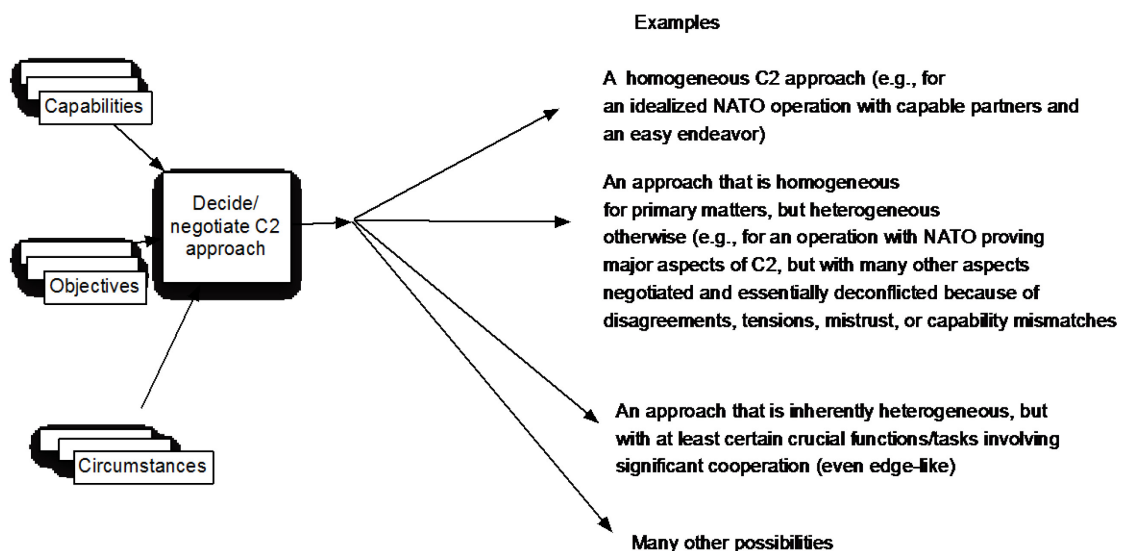 Examples
Capabilities
Objectives
Circumstances
Decide/
negotiate C2
approach
A homogeneous C2 approach (e.g., for
an idealized NATO operation with capable partners and
an easy endeavor)
An approach that is homogeneous
for primary matters, but heterogeneous
otherwise (e.g., for an operation with NATO proving
major aspects of C2, but with many other aspects
negotiated and essentially deconflicted because of
disagreements, tensions, mistrust, or capability mismatches
An approach that is inherently heterogeneous, but
with at least certain crucial functions/tasks involving
significant cooperation (even edge-like)
Many other possibilities